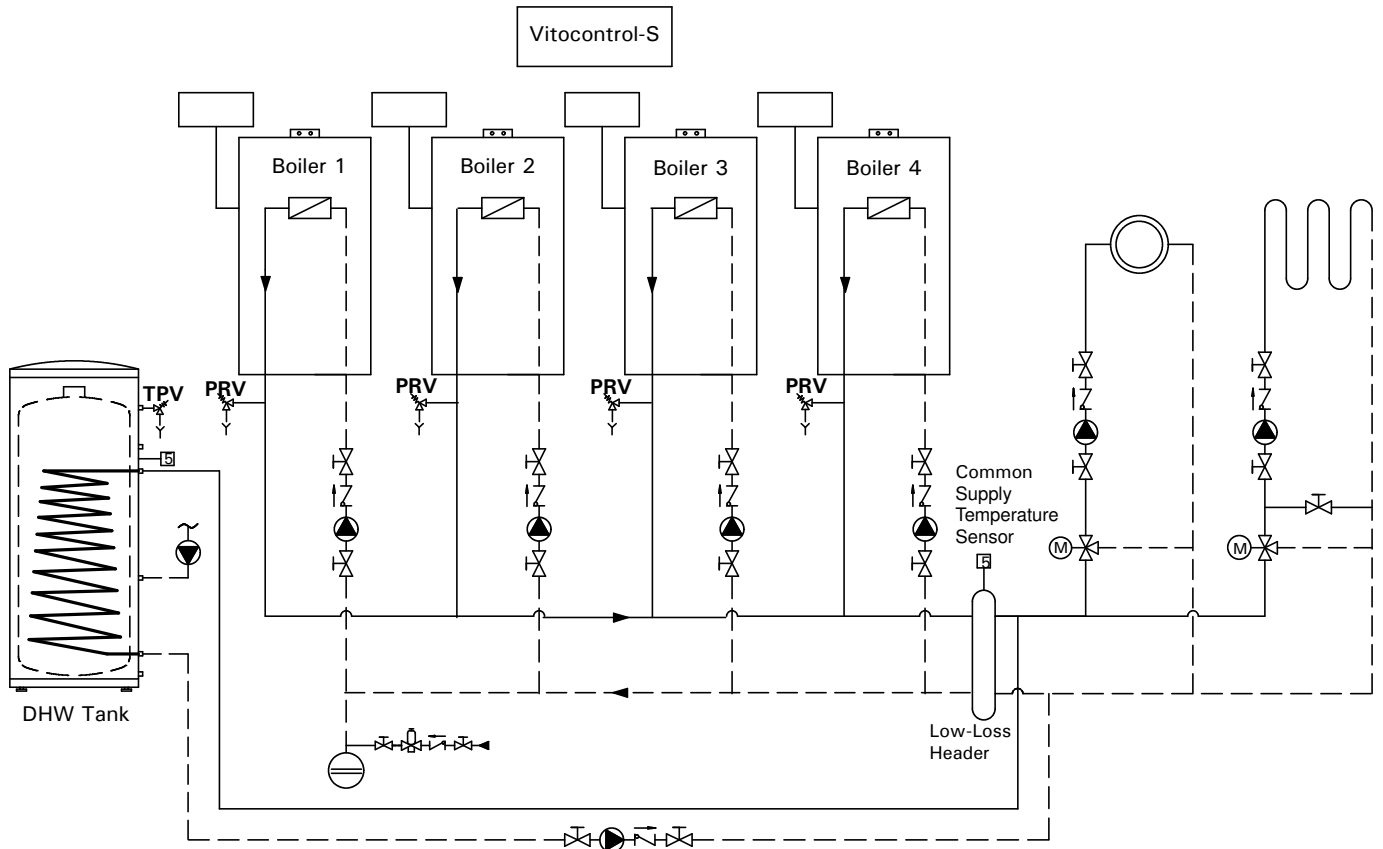 Vitocontrol-S
Boiler 1
Boiler 2
Boiler 3
Boiler 4
TPV
PRV
PRV
PRV
PRV
5
Common
Supply
Temperature
Sensor
5
M
M
DHW Tank
Low-Loss
Header